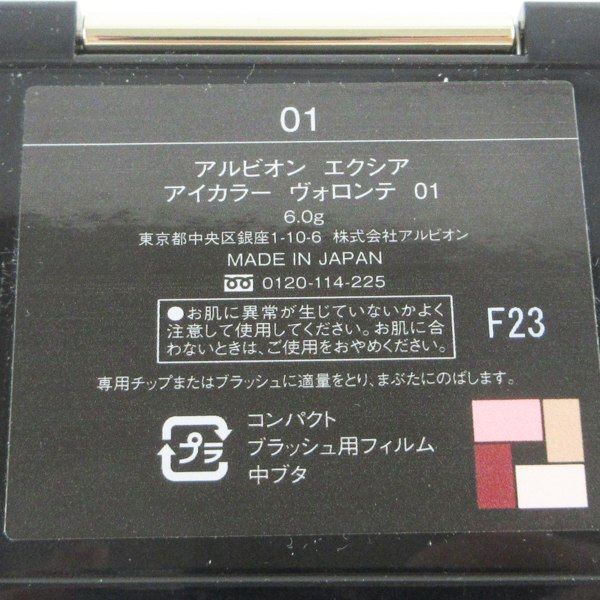 01
アルビオン エクシア
アイカラー ヴォロンテ 01
6.0g
東京都中央区銀座1-10-6 株式会社アルビオン
MADE IN JAPAN
0120-114-225
●お肌に異常が生じていないかよく
注意して使用してください。お肌に合
わないときは、ご使用をおやめください。
F23
専用チップまたはブラッシュに適量をとり、まぶたにのばします。
プラ
コンパクト
ブラッシュ用フィルム
中ブタ